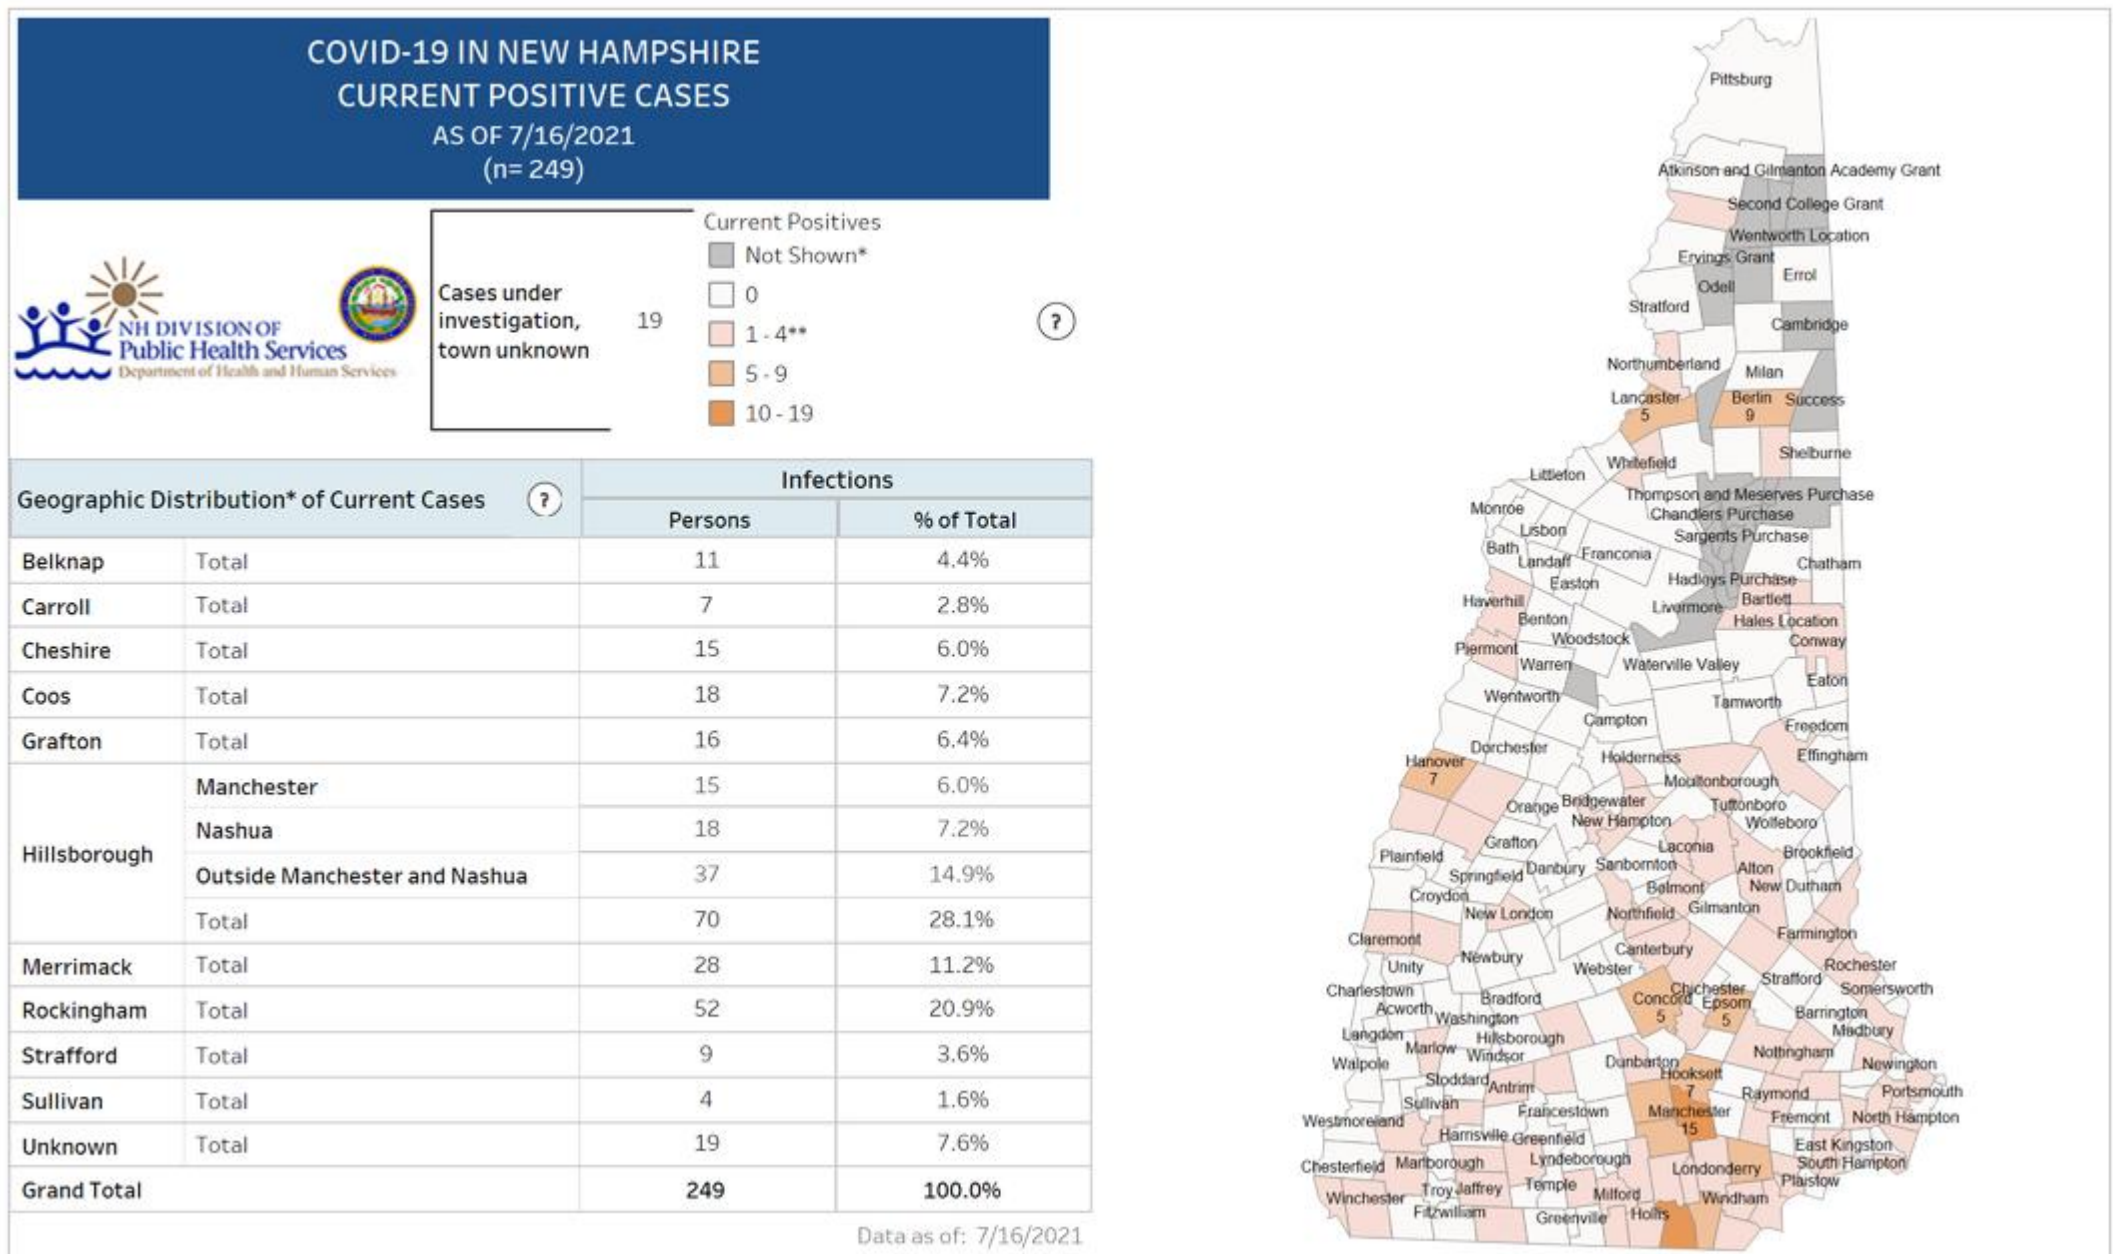 COVID-19 IN NEW HAMPSHIRE
CURRENT POSITIVE CASES
AS OF 7/16/2021
(n= 249)
NH DIVISION OF
Public Health Services
Department of Health and Human Services
Cases under
investigation,
town unknown
19
Current Positives
Not Shown*
0
1 - 4**
5 - 9
10 - 19
?
Geographic Distribution* of Current Cases ? Infections
Persons % of Total
Belknap Total 11 4.4%
Carroll Total 7 2.8%
Cheshire Total 15 6.0%
Coos Total 18 7.2%
Grafton Total 16 6.4%
Hillsborough
Manchester 15 6.0%
Nashua 18 7.2%
Outside Manchester and Nashua 37 14.9%
Total 70 28.1%
Merrimack Total 28 11.2%
Rockingham Total 52 20.9%
Strafford Total 9 3.6%
Sullivan Total 4 1.6%
Unknown Total 19 7.6%
Grand Total 249 100.0%
Data as of: 7/16/2021
Pittsburg
Atkinson and Gilmanton Academy Grant
Second College Grant
Wentworth Location
Ervings Grant
Errol
Odell
Stratford
Cambridge
Northumberland
Milan
Lancaster
5
Berlin
9
Success
Shelburne
Whitefield
Littleton
Thompson and Meserves Purchase
Monroe
Chandlers Purchase
Lisbon
Sargents Purchase
Bath
Franconia
Landaff
Chatham
Easton
Hadleys Purchase
Haverhill
Livermore
Bartlett
Benton
Hales Location
Woodstock
Conway
Piermont
Warren
Waterville Valley
Eaton
Wentworth
Tamworth
Campton
Freedom
Dorchester
Holderness
Effingham
Hanover
7
Moultonborough
Orange
Bridgewater
Tuftonboro
New Hampton
Wolfeboro
Grafton
Laconia
Plainfield
Brookfield
Springfield
Danbury
Sanbornton
Alton
Croydon
Belmont
New Durham
New London
Northfield
Gilmanton
Claremont
Farmington
Canterbury
Newbury
Unity
Webster
Strafford
Rochester
Charlestown
Bradford
Concord
5
Chichester
Epsom
5
Somersworth
Acworth
Washington
Barrington
Langdon
Hillsborough
Madbury
Marlow
Windsor
Walpole
Dunbarton
Nottingham
Newington
Stoddard
Antrim
Hooksett
7
Raymond
Portsmouth
Sullivan
Francestown
Manchester
15
Fremont
North Hampton
Westmoreland
Harrisville
Greenfield
East Kingston
Chesterfield
Marlborough
Lyndeborough
Londonderry
South Hampton
Plaistow
Winchester
Troy
Jaffrey
Temple
Milford
Windham
Fitzwilliam
Greenville
Hollis